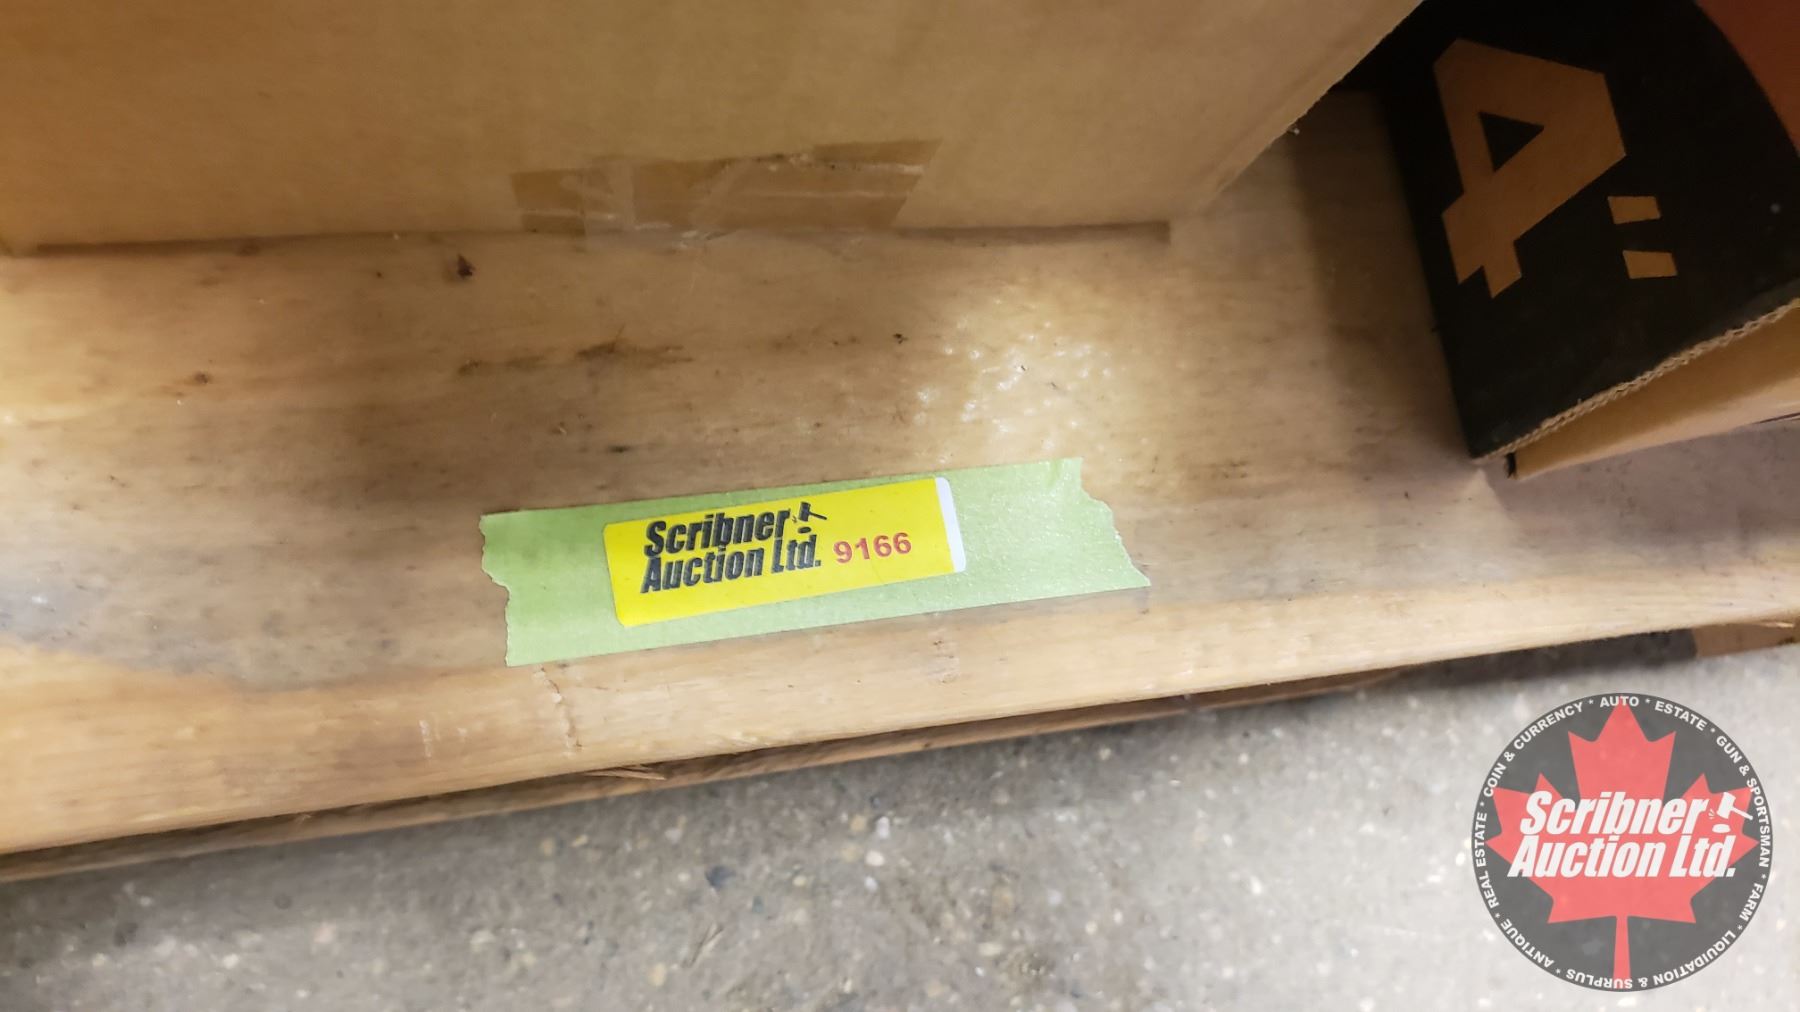 4"
Scribner
Auction Ltd. 9166
COIN & CURRENCY * AUTO * ESTATE * GUN & SPORTSMAN * FARM * LIQUIDATION & SURPLUS * ANTIQUE * REAL ESTATE *
Scribner
Auction Ltd.